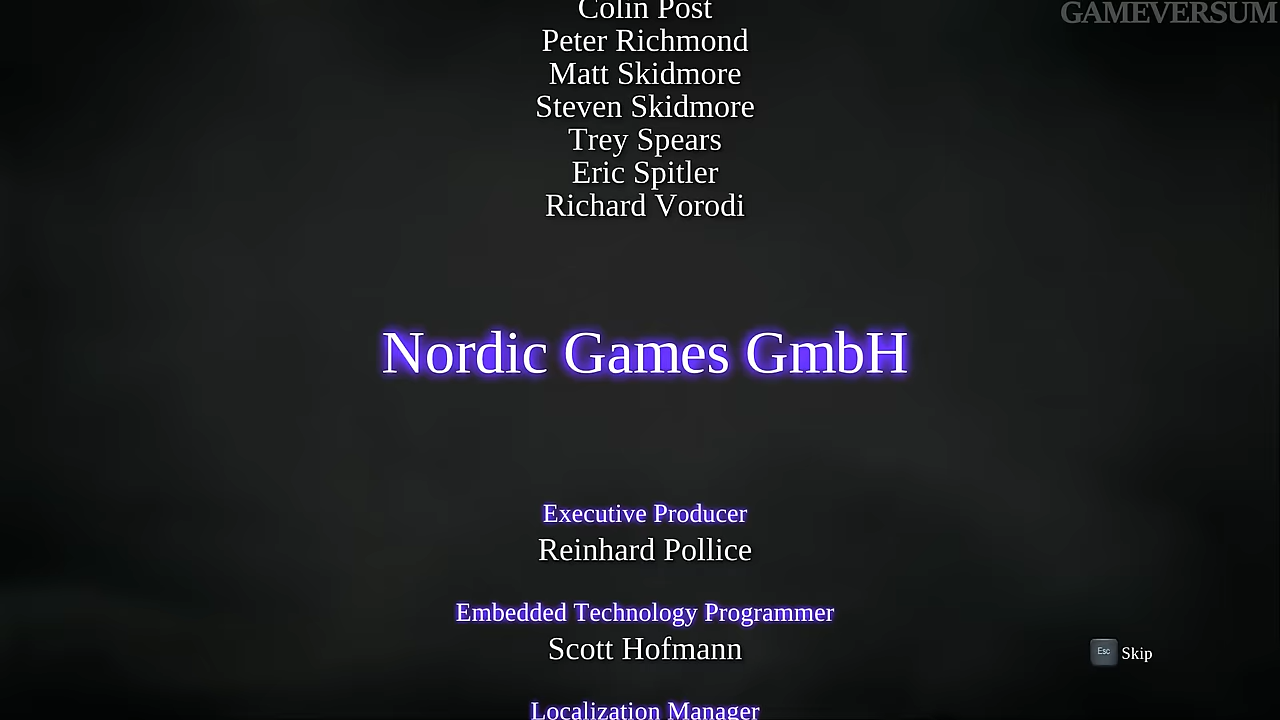 GAMEVERSUM
Colin Post
Peter Richmond
Matt Skidmore
Steven Skidmore
Trey Spears
Eric Spitler
Richard Vorodi
Nordic Games GmbH
Executive Producer
Reinhard Pollice
Embedded Technology Programmer
Scott Hofmann
Esc Skip
Localization Manager